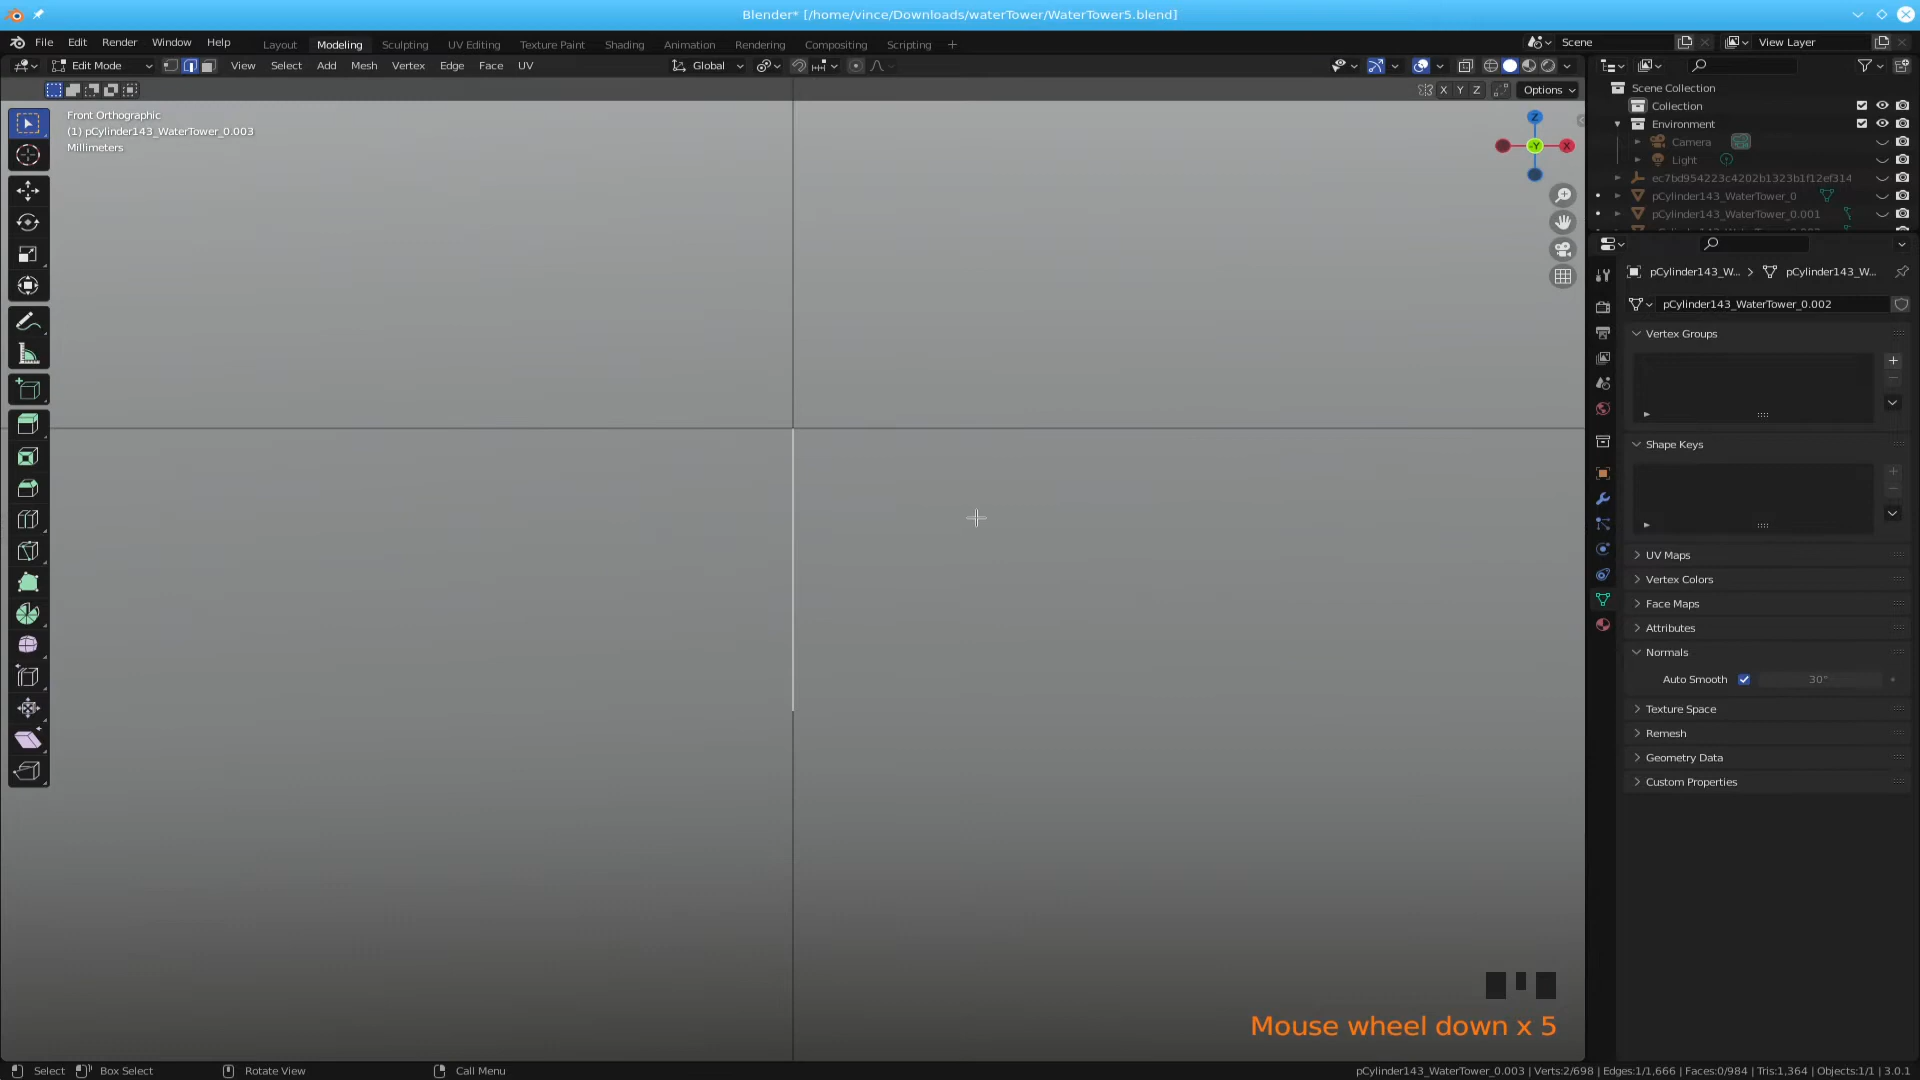 Blender* [/home/vince/Downloads/waterTower/WaterTower5.blend]
File Edit Render Window Help
Layout Modeling Sculpting UV Editing Texture Paint Shading Animation Rendering Compositing Scripting +
Scene View Layer
Edit Mode View Select Add Mesh Vertex Edge Face UV Global
X Y Z Options
Front Orthographic
(1) pCylinder143_WaterTower_0.003
Millimeters
Z
-Y
X
Scene Collection
Collection
Environment
Camera
Light
ec7bd954223c4202b1323b1f12ef314
pCylinder143_WaterTower_0
pCylinder143_WaterTower_0.001
pCylinder143_W... > pCylinder143_W...
pCylinder143_WaterTower_0.002
Vertex Groups
Shape Keys
UV Maps
Vertex Colors
Face Maps
Attributes
Normals
Auto Smooth 30°
Texture Space
Remesh
Geometry Data
Custom Properties
Mouse wheel down x 5
Select Box Select Rotate View Call Menu
pCylinder143_WaterTower_0.003 | Verts:2/698 | Edges:1/1,666 | Faces:0/984 | Tris:1,364 | Objects:1/1 | 3.0.1